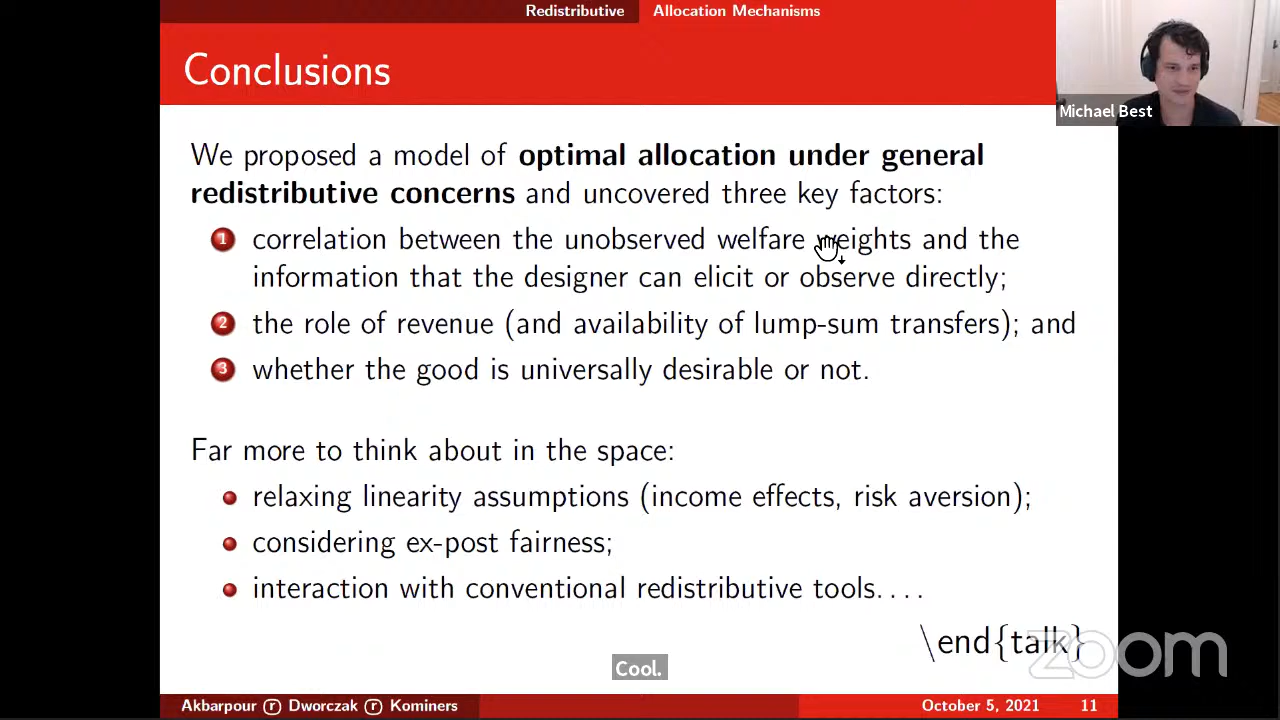 Redistributive Allocation Mechanisms
Conclusions
Michael Best
We proposed a model of optimal allocation under general
redistributive concerns and uncovered three key factors:
1 correlation between the unobserved welfare weights and the
information that the designer can elicit or observe directly;
2 the role of revenue (and availability of lump-sum transfers); and
3 whether the good is universally desirable or not.
Far more to think about in the space:
relaxing linearity assumptions (income effects, risk aversion);
considering ex-post fairness;
interaction with conventional redistributive tools. . . .
\end{talk}
zoom
Cool.
Akbarpour ⓡ Dworczak ⓡ Kominers
October 5, 2021 11